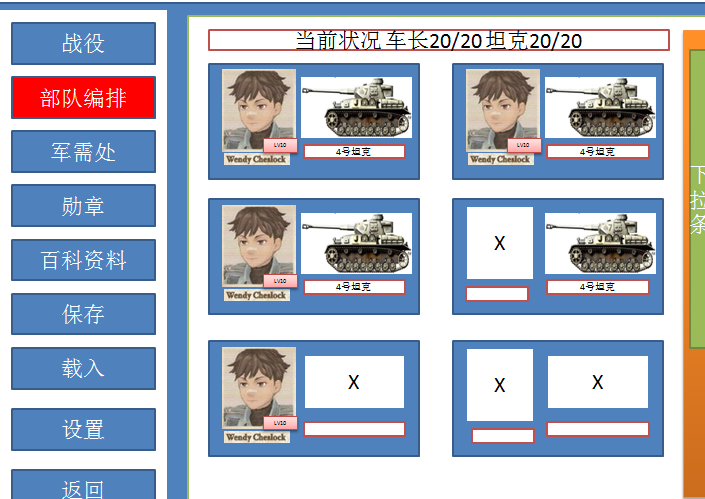 战役
部队编排
军需处
勋章
百科资料
保存
载入
设置
返回
当前状况 车长20/20 坦克20/20
LV10
Wendy Cheslock
4号坦克
LV10
Wendy Cheslock
4号坦克
LV10
Wendy Cheslock
4号坦克
X
4号坦克
LV10
Wendy Cheslock
X
X
X
下
拉
条